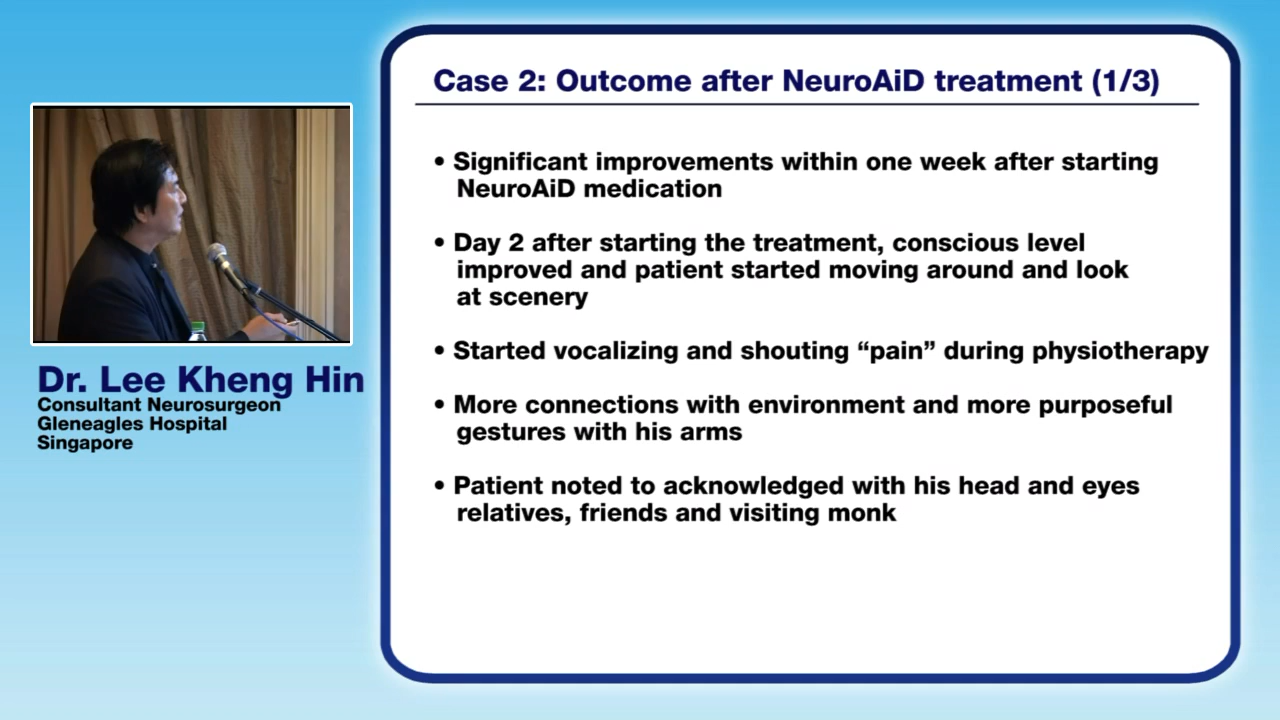 Case 2: Outcome after NeuroAiD treatment (1/3)
• Significant improvements within one week after starting
NeuroAiD medication
• Day 2 after starting the treatment, conscious level
improved and patient started moving around and look
at scenery
• Started vocalizing and shouting “pain” during physiotherapy
• More connections with environment and more purposeful
gestures with his arms
• Patient noted to acknowledged with his head and eyes
relatives, friends and visiting monk
Dr. Lee Kheng Hin
Consultant Neurosurgeon
Gleneagles Hospital
Singapore